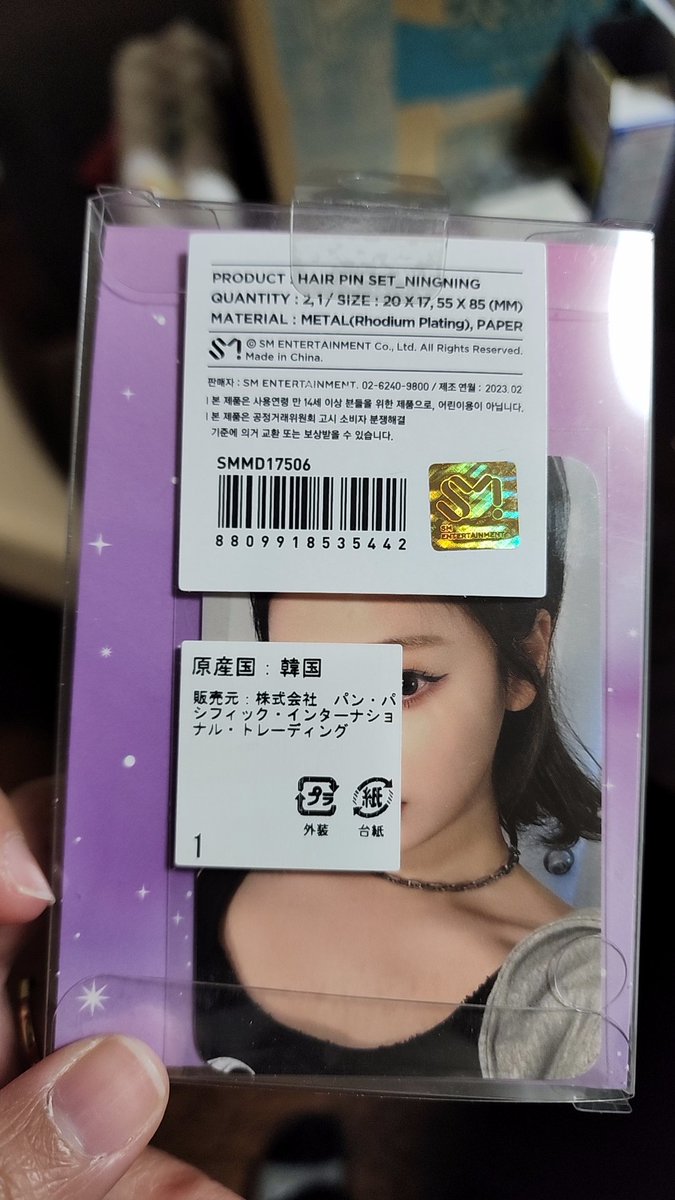 PRODUCT : HAIR PIN SET_NINGNING
QUANTITY : 2, 1 / SIZE : 20 X 17, 55 X 85 (MM)
MATERIAL : METAL(Rhodium Plating), PAPER
SM! © SM ENTERTAINMENT Co., Ltd. All Rights Reserved.
Made in China.
판매자 : SM ENTERTAINMENT. 02-6240-9800 / 제조 연월 : 2023. 02
| 본 제품은 사용연령 만 14세 이상 분들을 위한 제품으로, 어린이용이 아닙니다.
| 본 제품은 공정거래위원회 고시 소비자 분쟁해결
기준에 의거 교환 또는 보상받을 수 있습니다.
SMMD17506
8809918535442
SM!
SM
ENTERTAINMENT
原産国：韓国
販売元：株式会社　パン・パ
シフィック・インターナショ
ナル・トレーディング
プラ 紙
外装 台紙
1